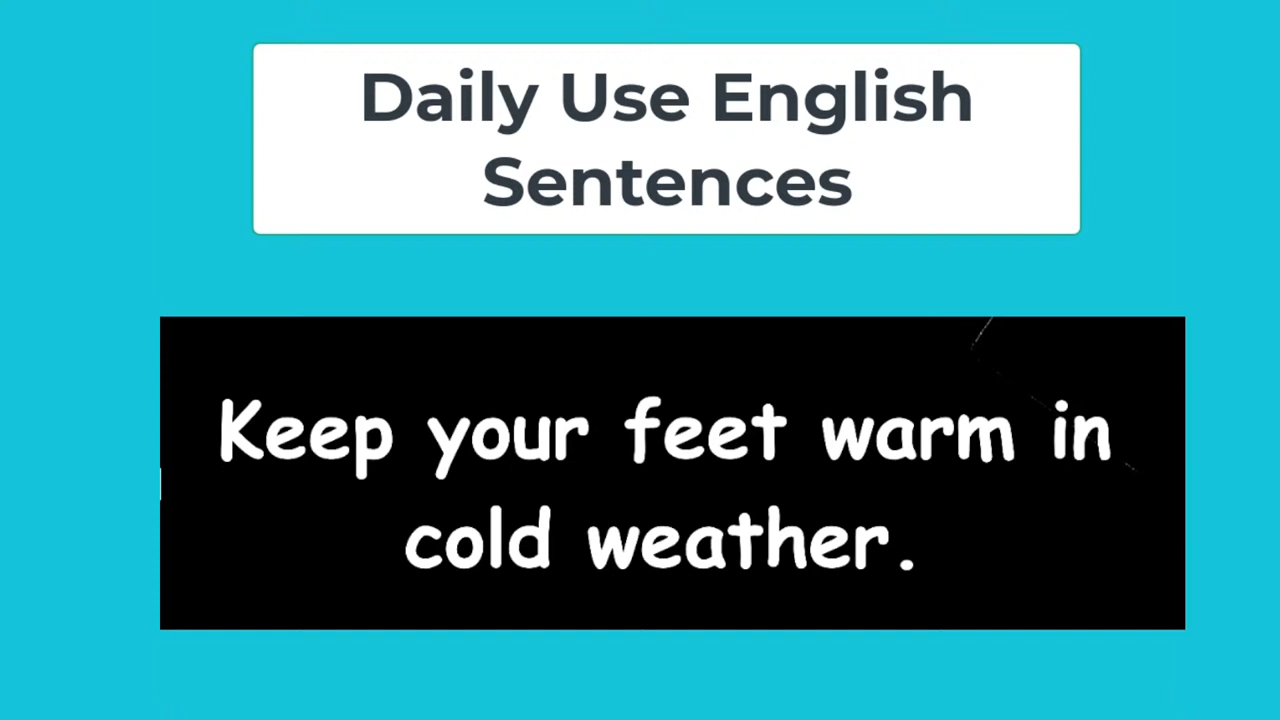 Daily Use English
Sentences
Keep your feet warm in
cold weather.